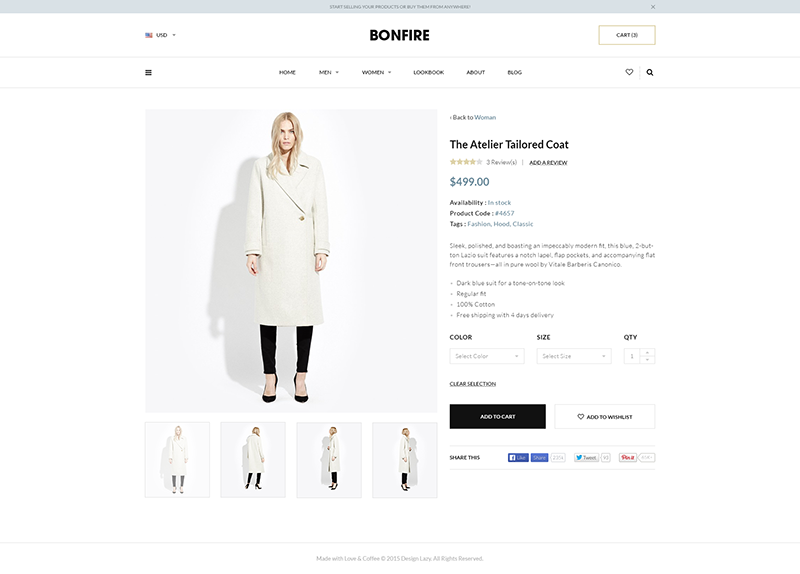 START SELLING YOUR PRODUCTS OR BUY THEM FROM ANYWHERE!
USD
BONFIRE
CART (3)
HOME MEN WOMEN LOOKBOOK ABOUT BLOG
‹ Back to Woman
The Atelier Tailored Coat
3 Review(s) | ADD A REVIEW
$499.00
Availability : In stock
Product Code : #4657
Tags : Fashion, Hood, Classic
Sleek, polished, and boasting an impeccably modern fit, this blue, 2-but-
ton Lazio suit features a notch lapel, flap pockets, and accompanying flat
front trousers—all in pure wool by Vitale Barberis Canonico.
- Dark blue suit for a tone-on-tone look
- Regular fit
- 100% Cotton
- Free shipping with 4 days delivery
COLOR SIZE QTY
Select Color Select Size 1
CLEAR SELECTION
ADD TO CART ADD TO WISHLIST
SHARE THIS Like Share Tweet Pin it
Made with Love & Coffee © 2015 Design Lazy. All Rights Reserved.